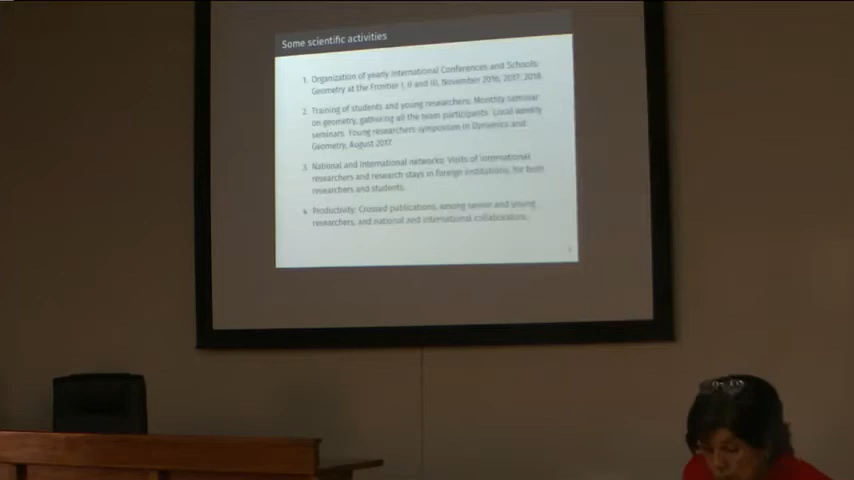 Some scientific activities
1. Organization of yearly International Conferences and Schools:
Geometry at the Frontier I, II and III, November 2016, 2017, 2018.
2. Training of students and young researchers: Monthly seminar
on geometry, gathering all the team participants. Local weekly
seminars. Young researchers symposium in Dynamics and
Geometry, August 2017.
3. National and international networks: Visits of international
researchers and research stays in foreign institutions, for both
researchers and students.
4. Productivity: Crossed publications, among senior and young
researchers, and national and international collaborators.